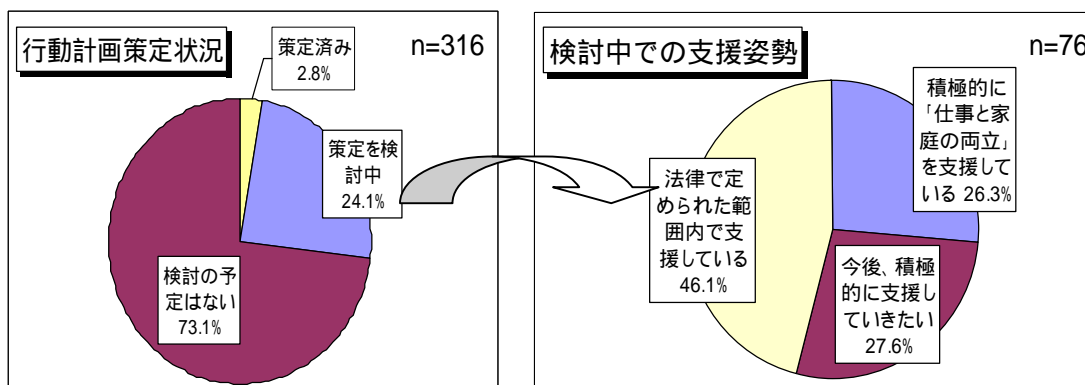 行動計画策定状況
n=316
策定済み
2.8%
策定を検
討中
24.1%
検討の予
定はない
73.1%
検討中での支援姿勢
n=76
積極的に
「仕事と家
庭の両立」
を支援して
いる 26.3%
法律で定
められた範
囲内で支
援している
46.1%
今後、積極
的に支援し
ていきたい
27.6%